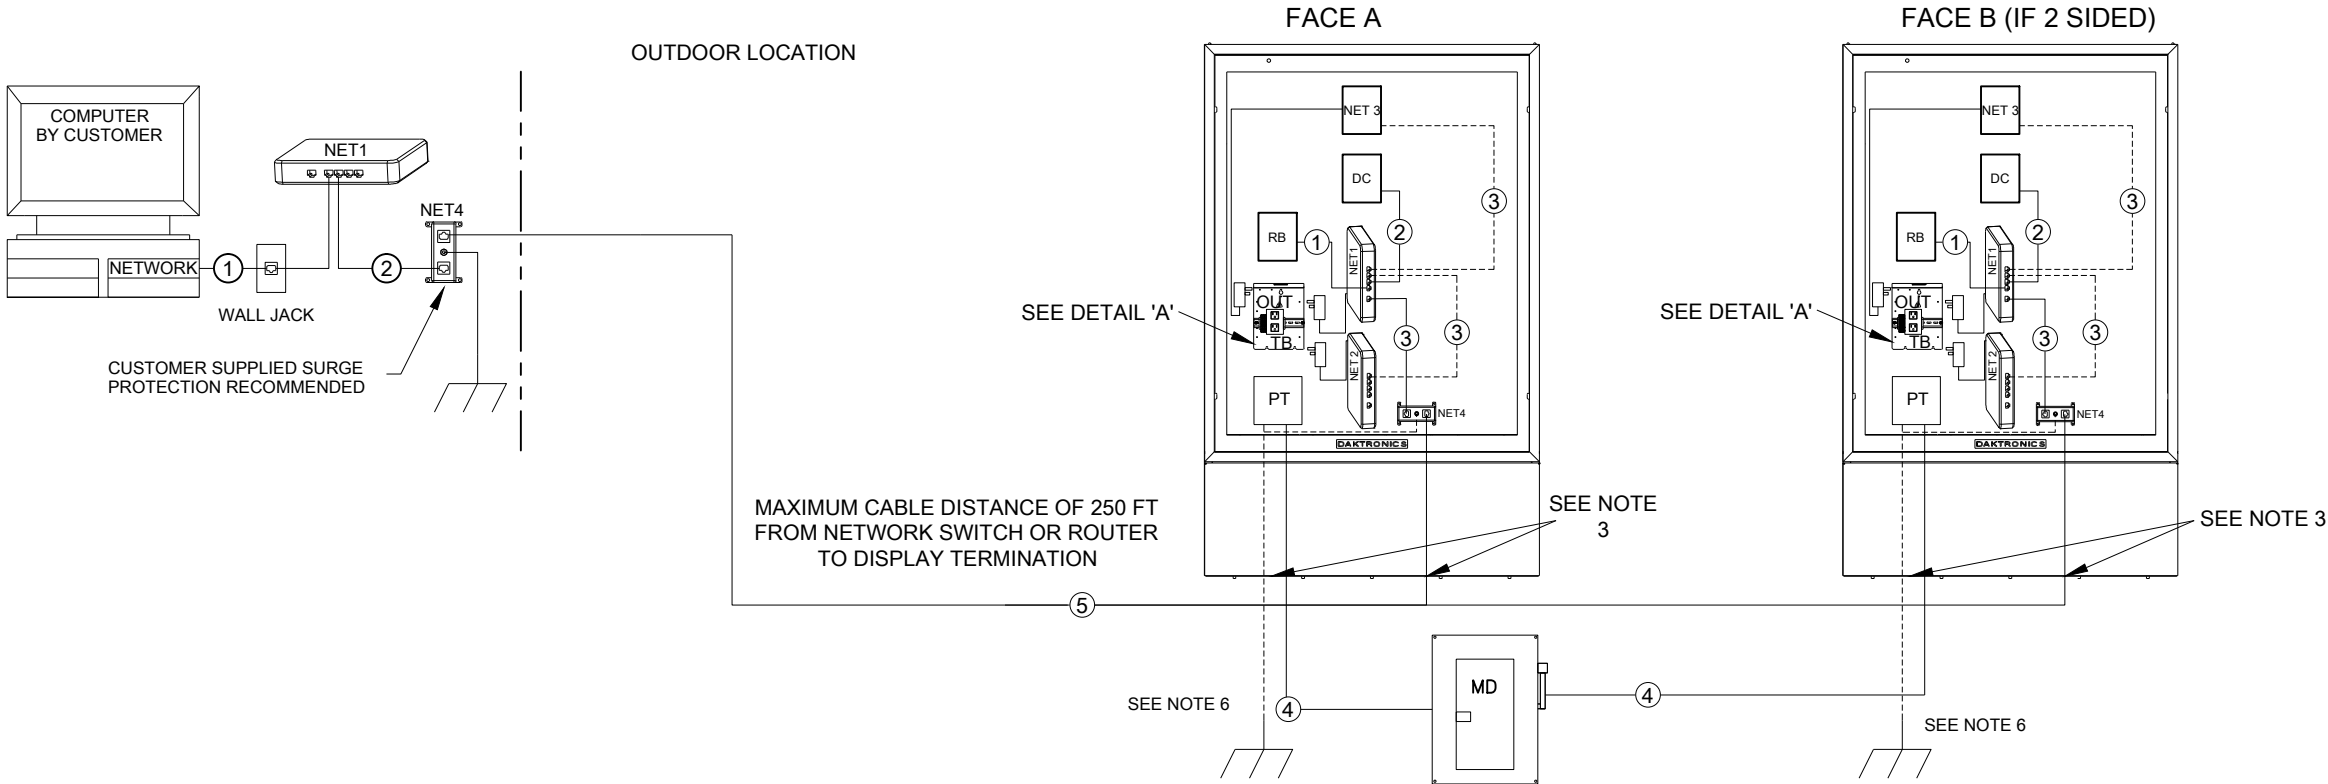 OUTDOOR LOCATION
COMPUTER
BY CUSTOMER
NETWORK
1
WALL JACK
NET1
2
NET4
CUSTOMER SUPPLIED SURGE
PROTECTION RECOMMENDED
MAXIMUM CABLE DISTANCE OF 250 FT
FROM NETWORK SWITCH OR ROUTER
TO DISPLAY TERMINATION
5
FACE A
NET 3
DC
3
RB
1
2
NET1
OUT
TB
SEE DETAIL 'A'
3
3
NET 2
PT
NET4
DAKTRONICS
SEE NOTE
3
SEE NOTE 6
4
MD
4
FACE B (IF 2 SIDED)
NET 3
DC
3
RB
1
2
NET1
OUT
TB
SEE DETAIL 'A'
3
3
NET 2
PT
NET4
DAKTRONICS
SEE NOTE 3
SEE NOTE 6